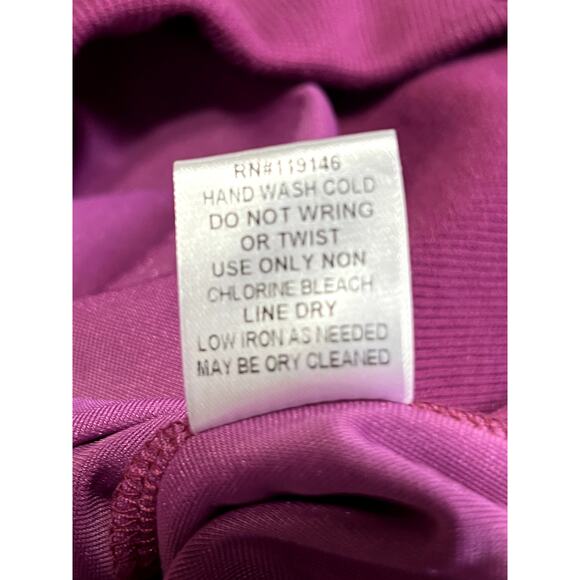 RN#119146
HAND WASH COLD
DO NOT WRING
OR TWIST
USE ONLY NON
CHLORINE BLEACH
LINE DRY
LOW IRON AS NEEDED
MAY BE DRY CLEANED